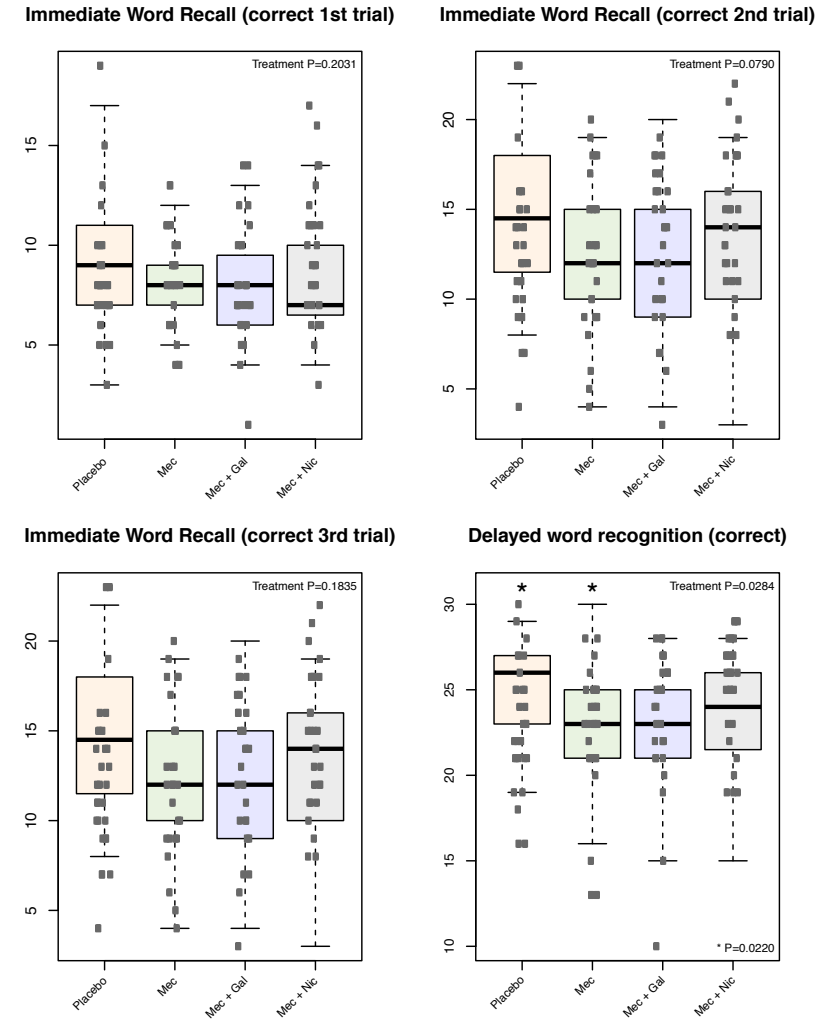 Immediate Word Recall (correct 1st trial)
Treatment P=0.2031
15
10
5
Placebo
Mec
Mec + Gal
Mec + Nic
Immediate Word Recall (correct 2nd trial)
Treatment P=0.0790
20
15
10
5
Placebo
Mec
Mec + Gal
Mec + Nic
Immediate Word Recall (correct 3rd trial)
Treatment P=0.1835
20
15
10
5
Placebo
Mec
Mec + Gal
Mec + Nic
Delayed word recognition (correct)
Treatment P=0.0284
* *
30
25
20
15
10
* P=0.0220
Placebo
Mec
Mec + Gal
Mec + Nic